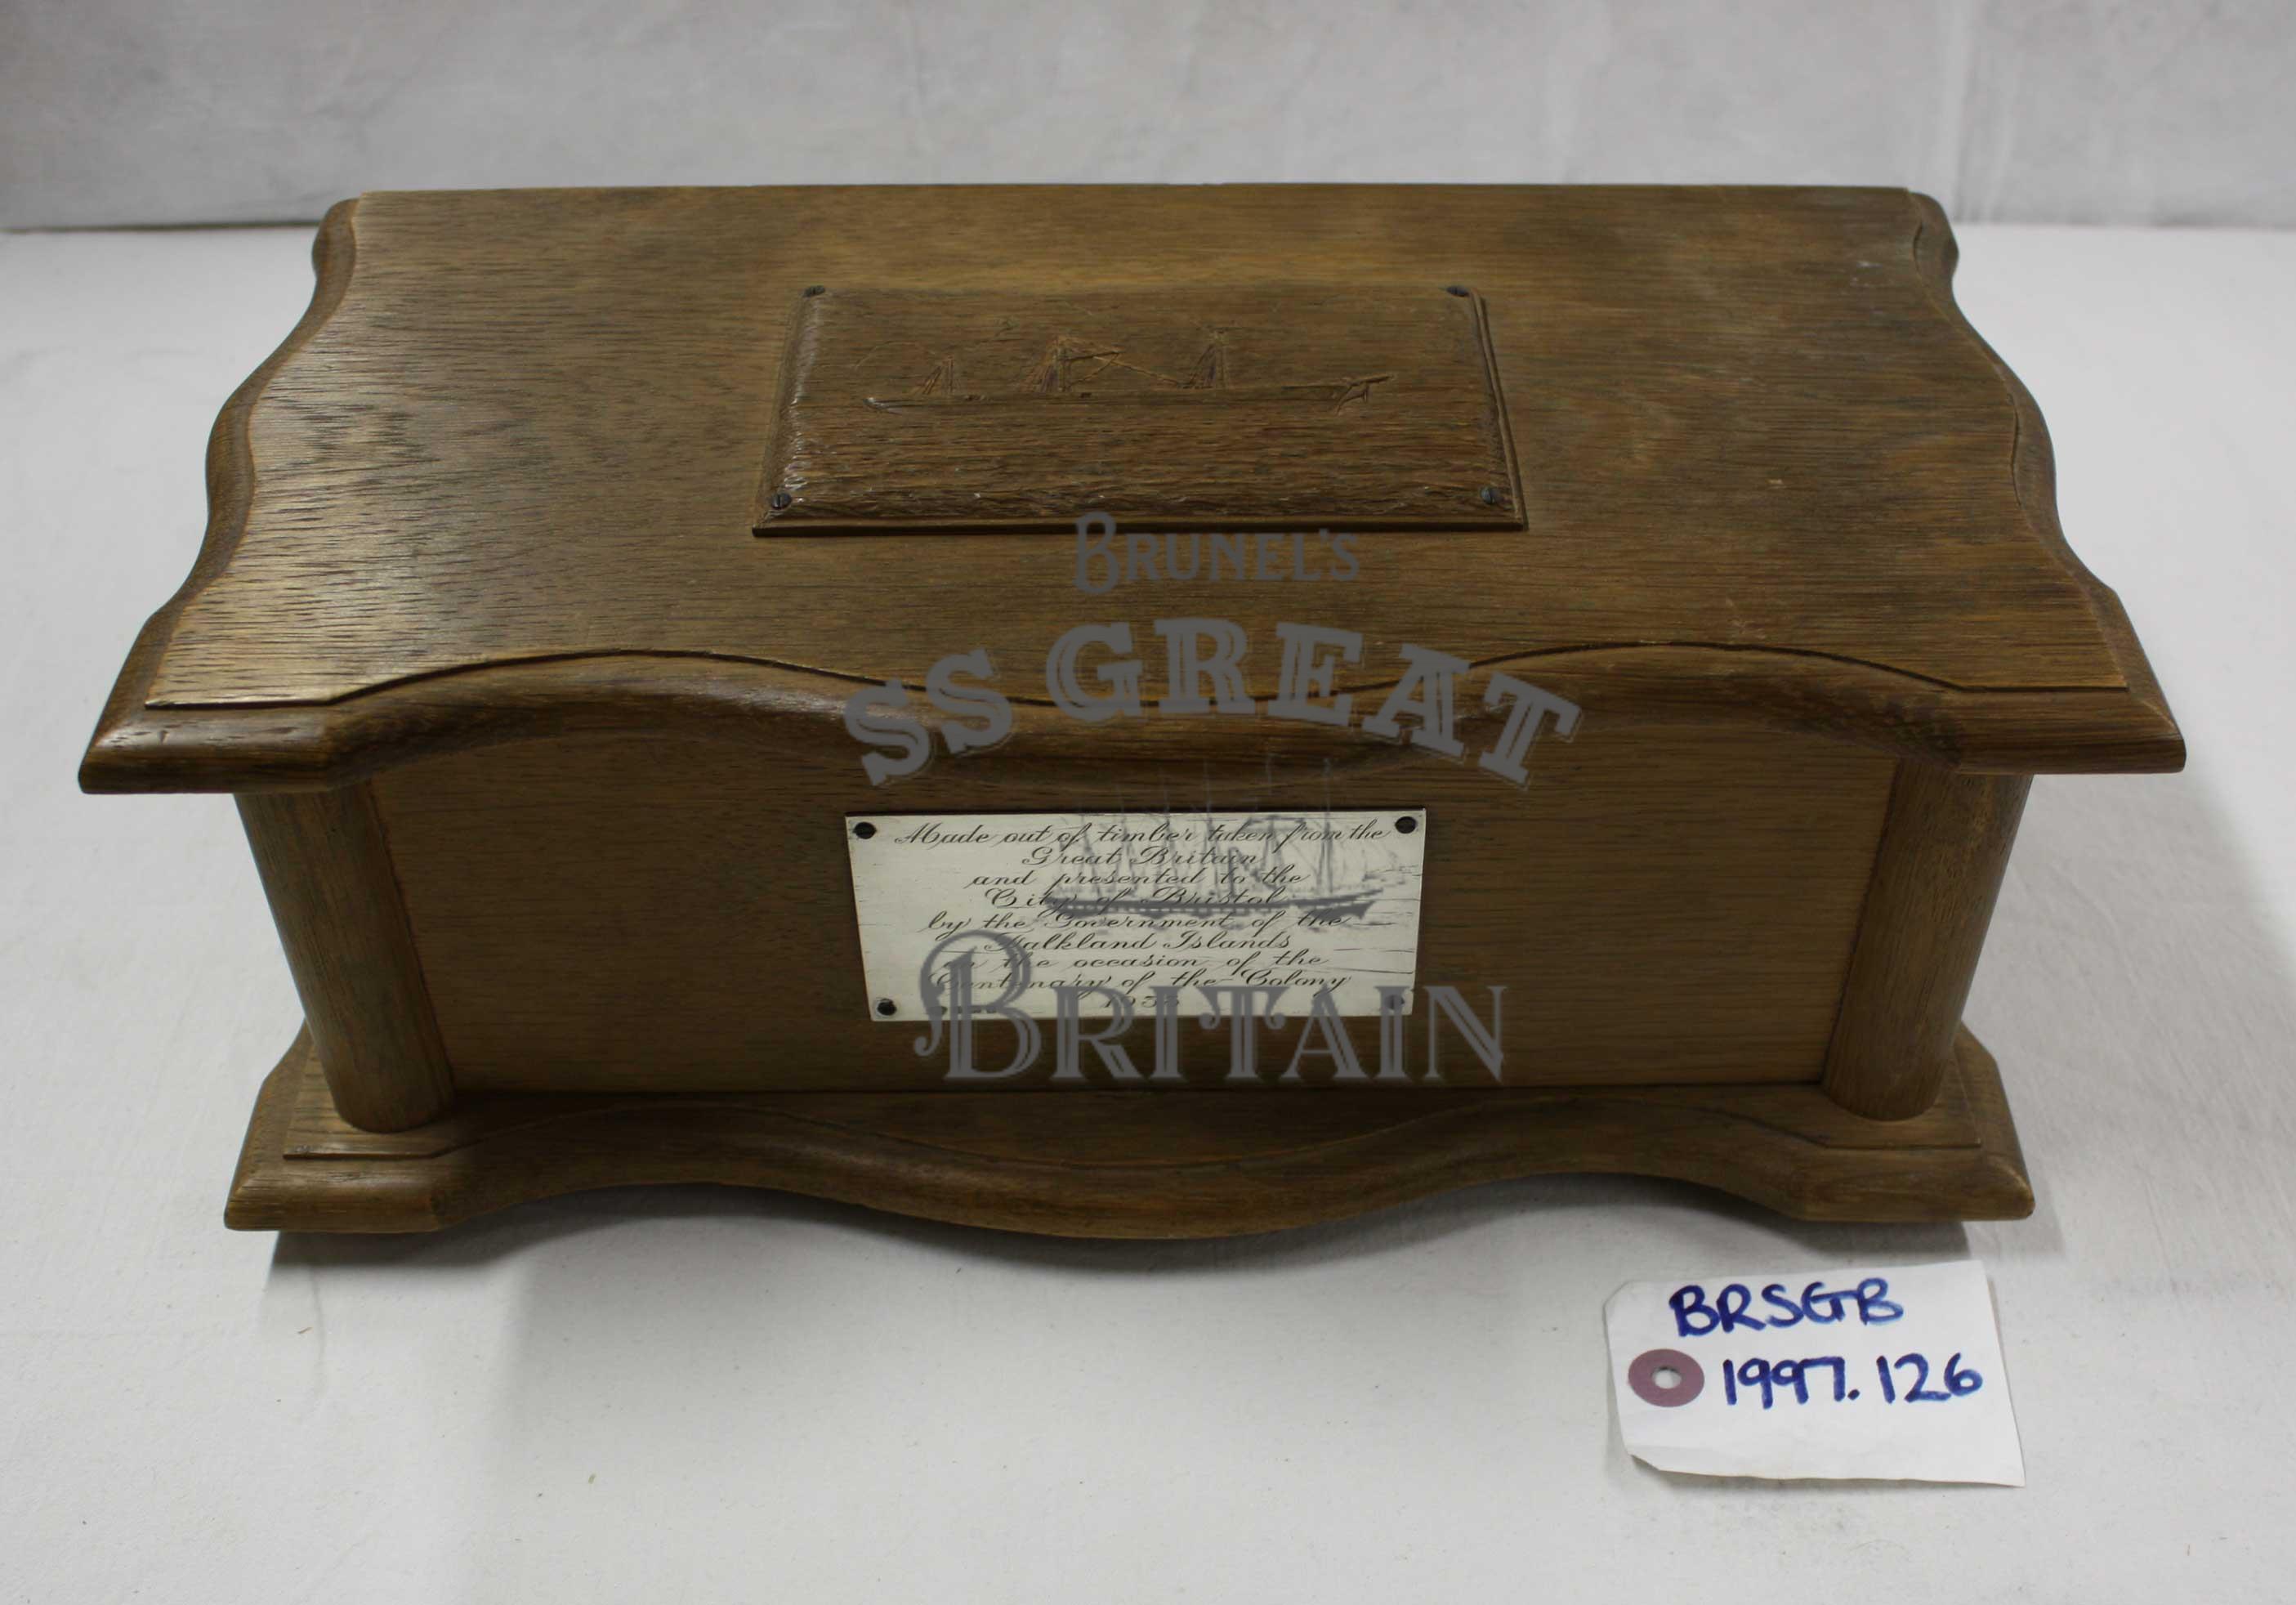 BRUNEL'S
SS GREAT
BRITAIN
Made out of timber taken from the
Great Britain
and presented to the
City of Bristol
by the Government of the
Falkland Islands
on the occasion of the
Centenary of the Colony
BRSGB
1997.126